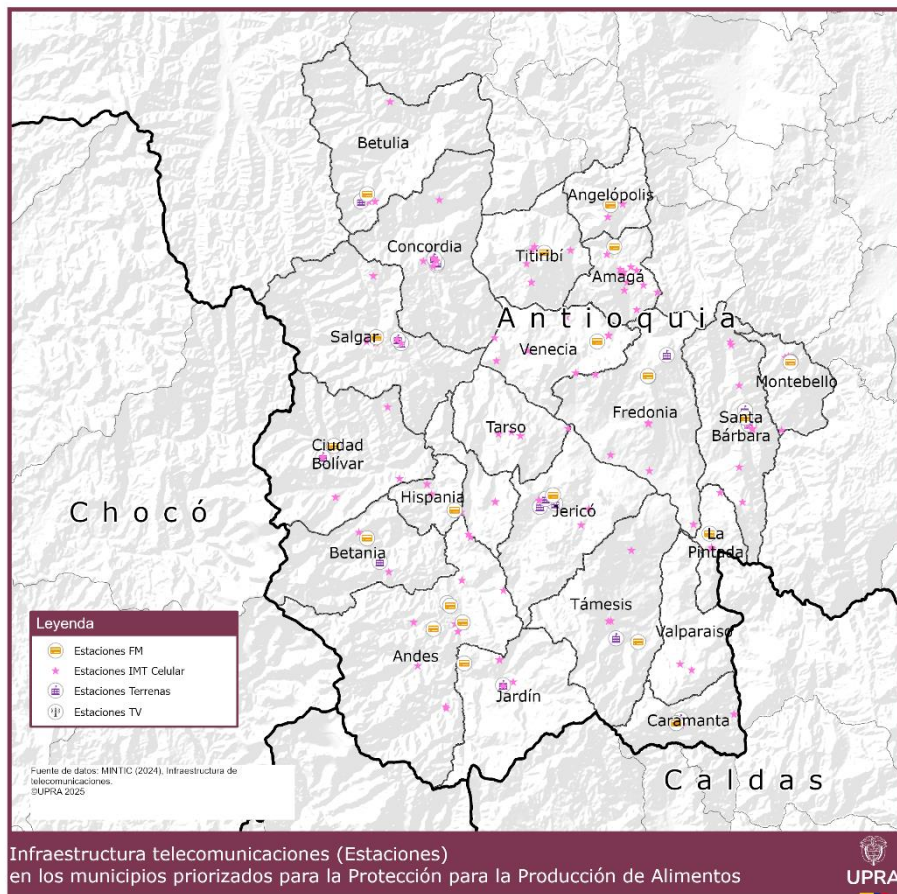 Betulia
Angelópolis
Concordia
Titiribí
Amagá
Antioquia
Salgar
Venecia
Montebello
Fredonia
Santa
Bárbara
Tarso
Ciudad
Bolívar
Hispania
Chocó
Jericó
La
Pintada
Betania
Támesis
Valparaiso
Andes
Jardín
Caramanta
Caldas
Leyenda
Estaciones FM
Estaciones IMT Celular
Estaciones Terrenas
Estaciones TV
Fuente de datos: MINTIC (2024), Infraestructura de
telecomunicaciones.
©UPRA 2025
Infraestructura telecomunicaciones (Estaciones)
en los municipios priorizados para la Protección para la Producción de Alimentos
UPRA